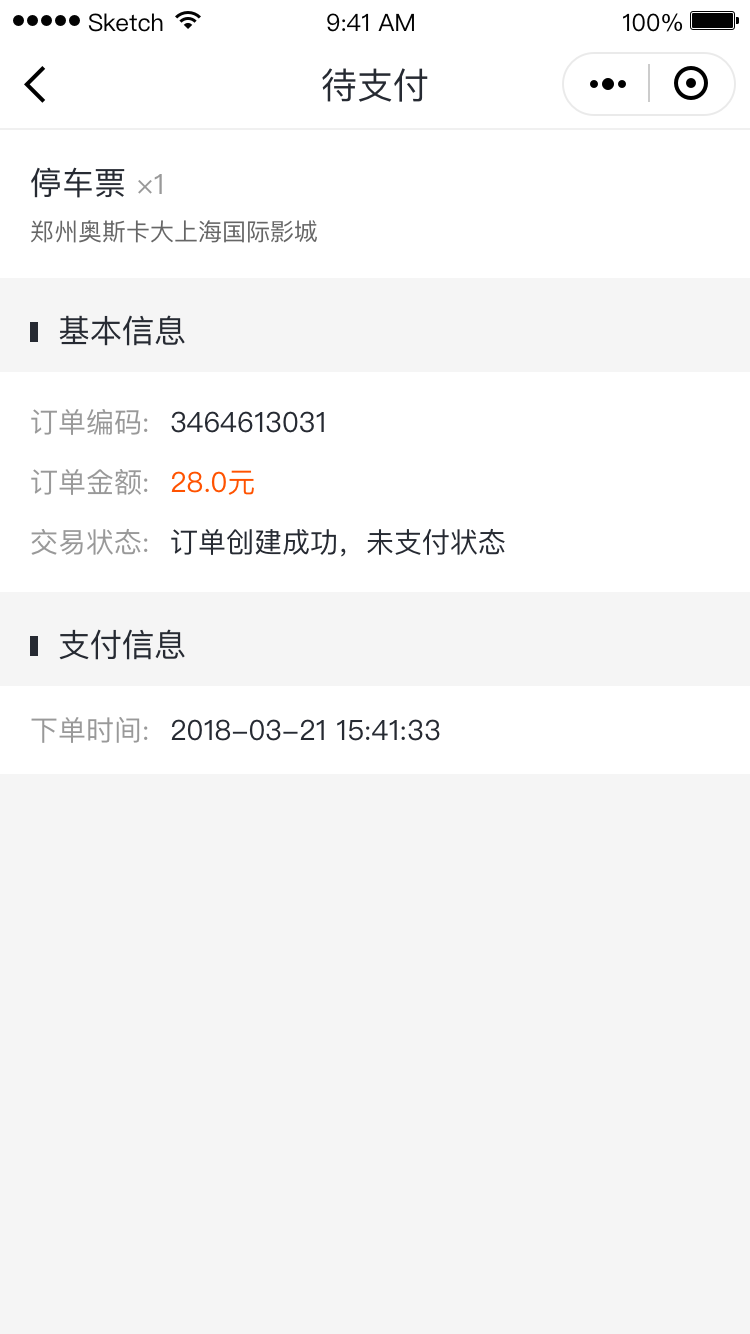 Sketch 9:41 AM 100%
待支付
停车票 ×1
郑州奥斯卡大上海国际影城
基本信息
订单编码: 3464613031
订单金额: 28.0元
交易状态: 订单创建成功，未支付状态
支付信息
下单时间: 2018-03-21 15:41:33